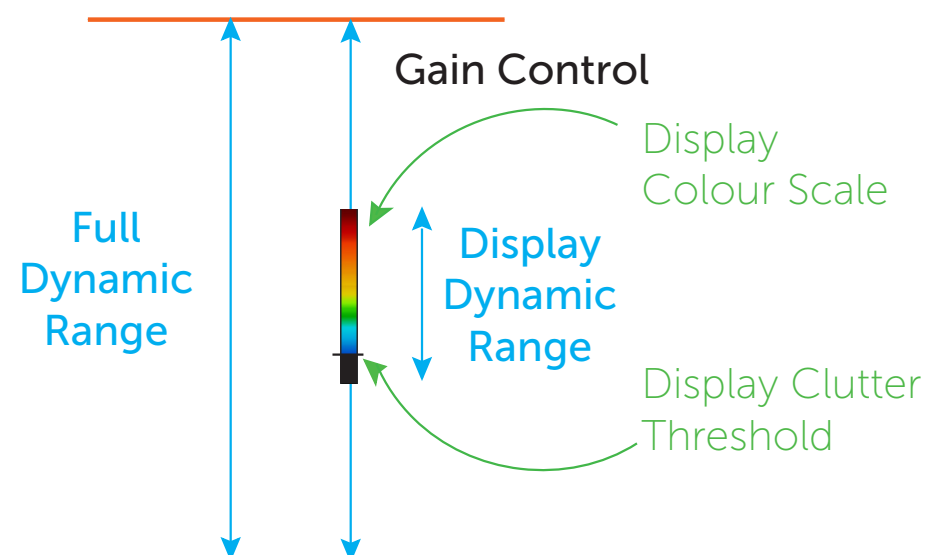 Gain Control
Display
Colour Scale
Full
Dynamic
Range
Display
Dynamic
Range
Display Clutter
Threshold